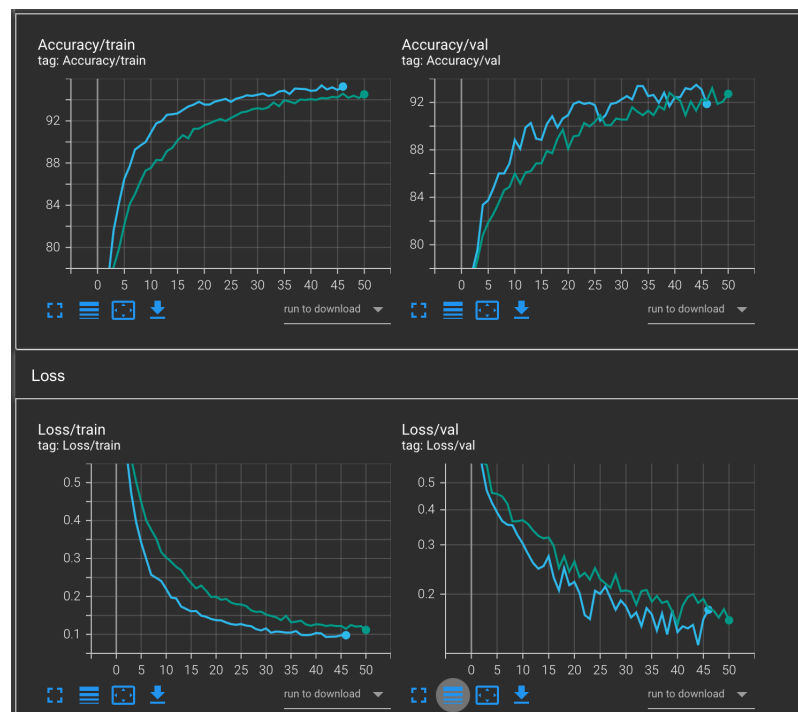 Accuracy/train
tag: Accuracy/train
92
88
84
80
0 5 10 15 20 25 30 35 40 45 50
run to download
Accuracy/val
tag: Accuracy/val
92
88
84
80
0 5 10 15 20 25 30 35 40 45 50
run to download
Loss
Loss/train
tag: Loss/train
0.5
0.4
0.3
0.2
0.1
0 5 10 15 20 25 30 35 40 45 50
run to download
Loss/val
tag: Loss/val
0.5
0.4
0.3
0.2
0 5 10 15 20 25 30 35 40 45 50
run to download